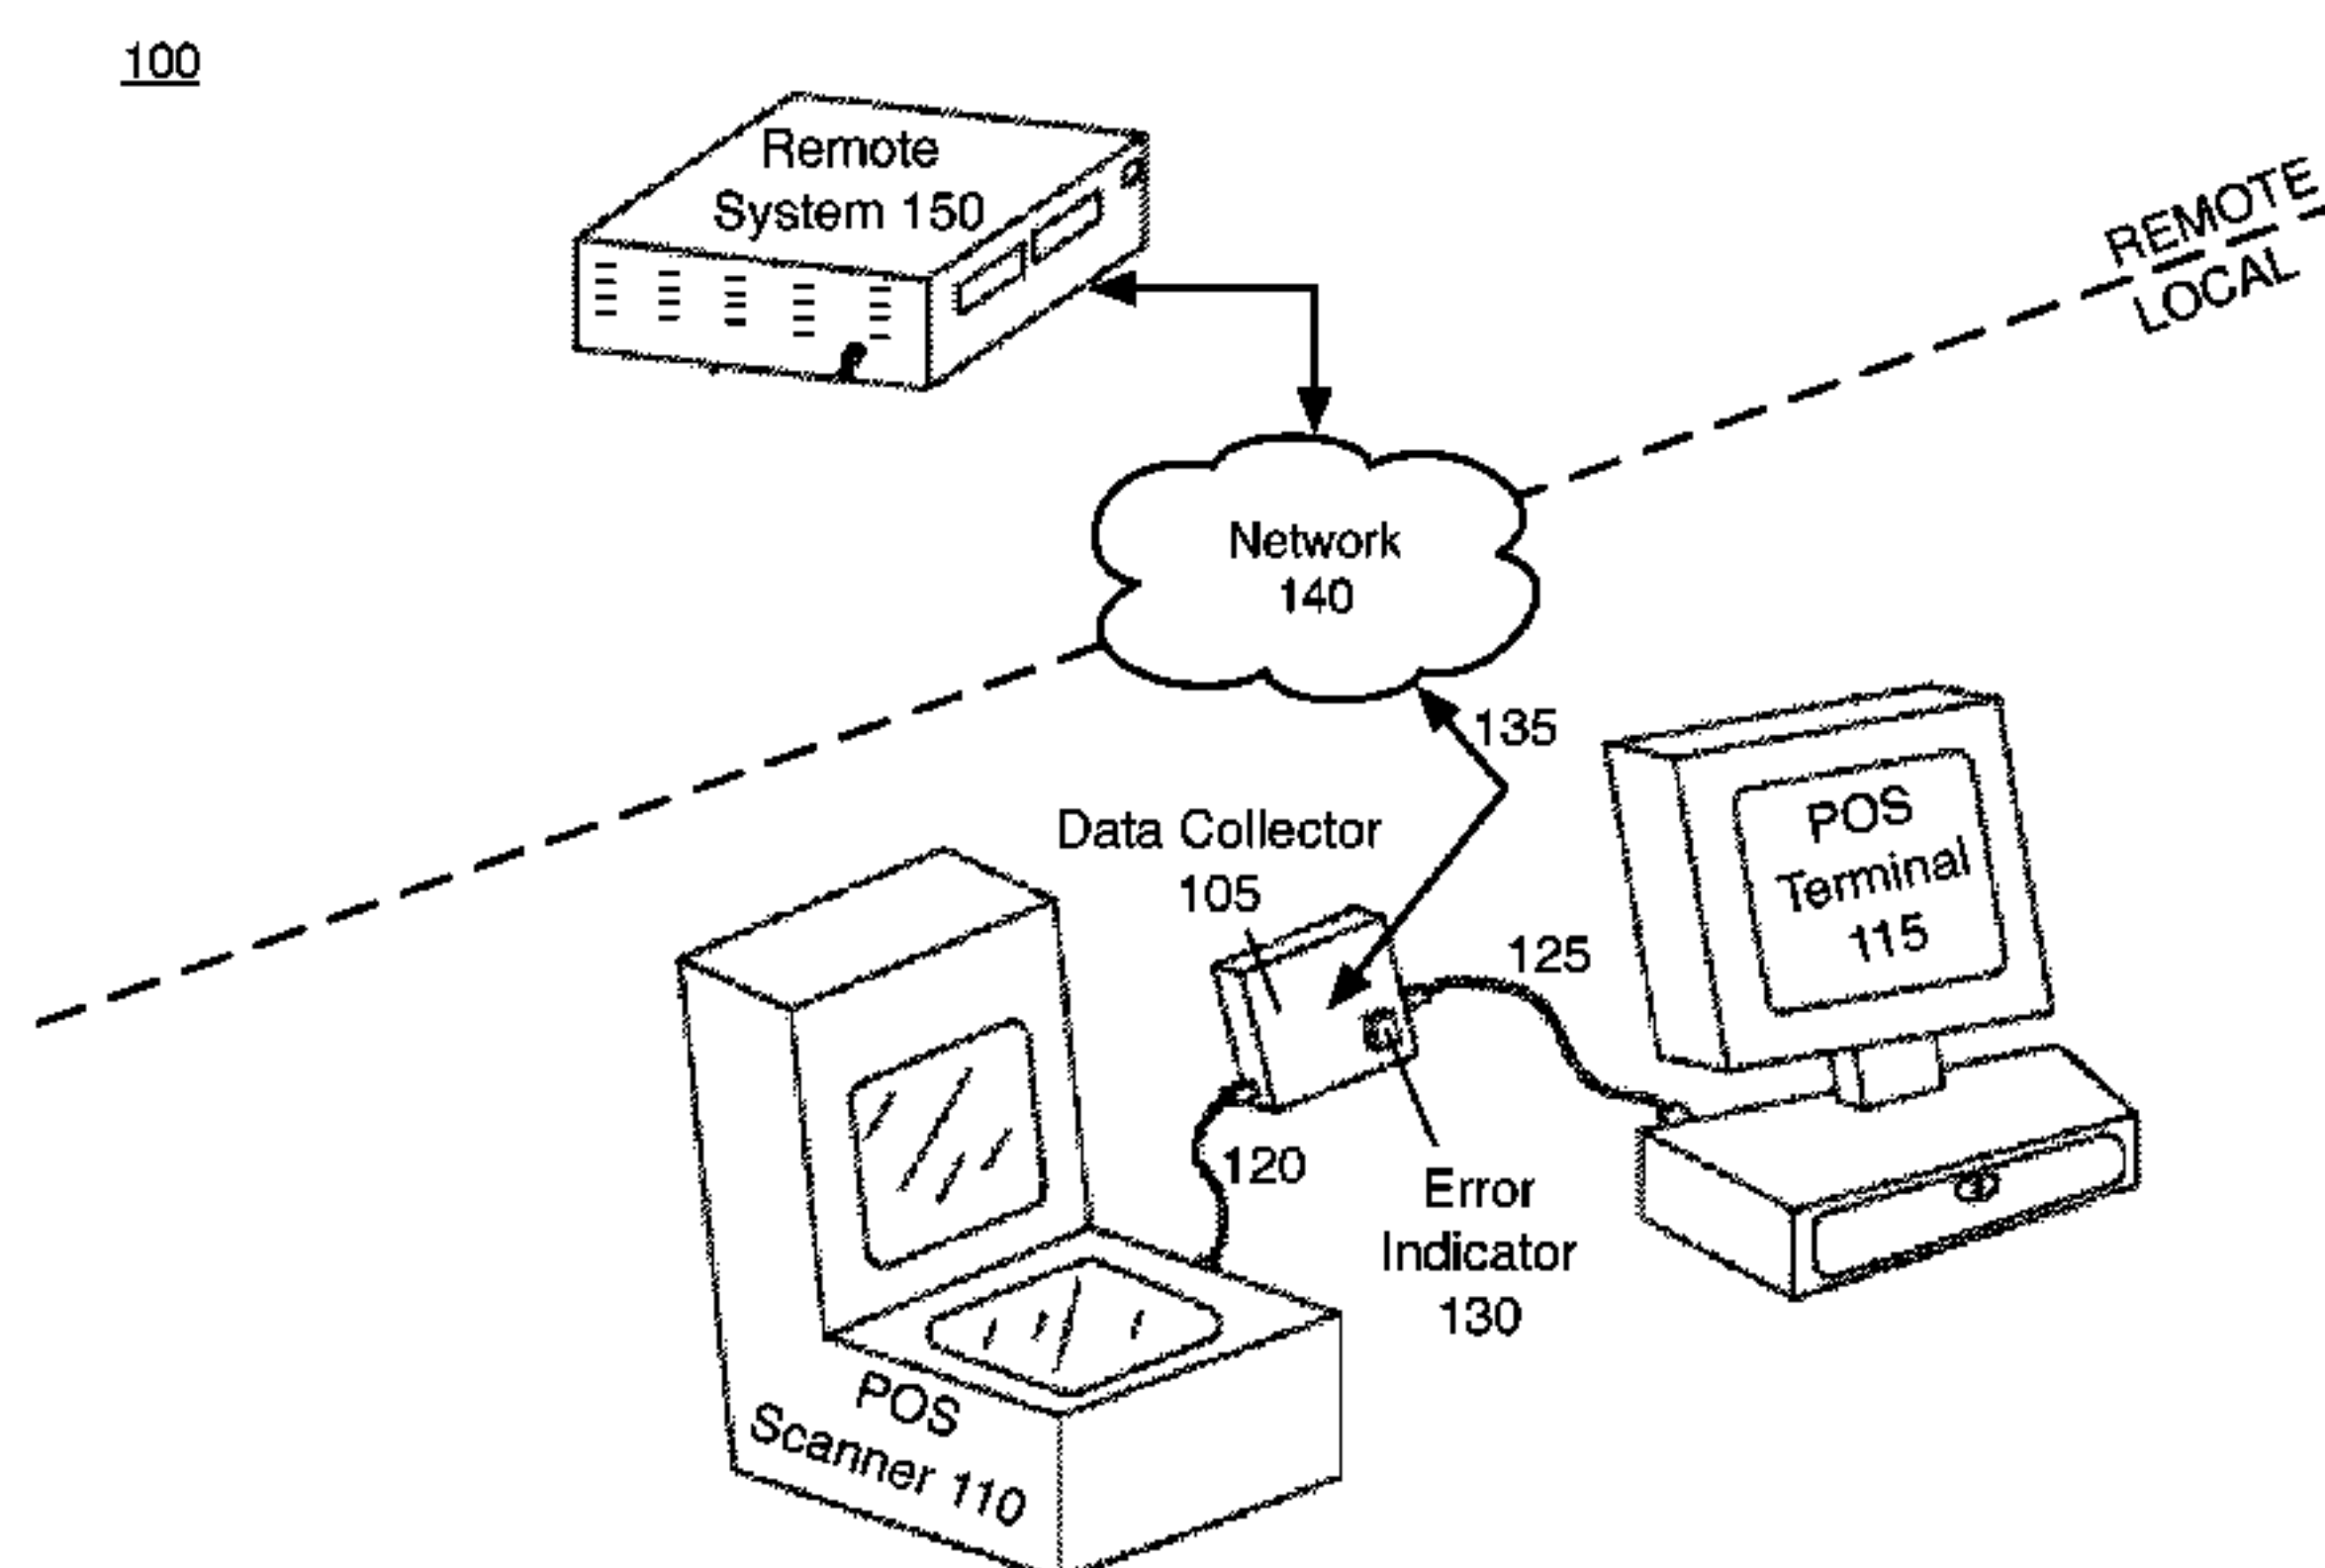 100
Remote
System 150
REMOTE
LOCAL
Network
140
135
Data Collector
105
POS
Terminal
115
125
120
Error
Indicator
130
POS
Scanner 110